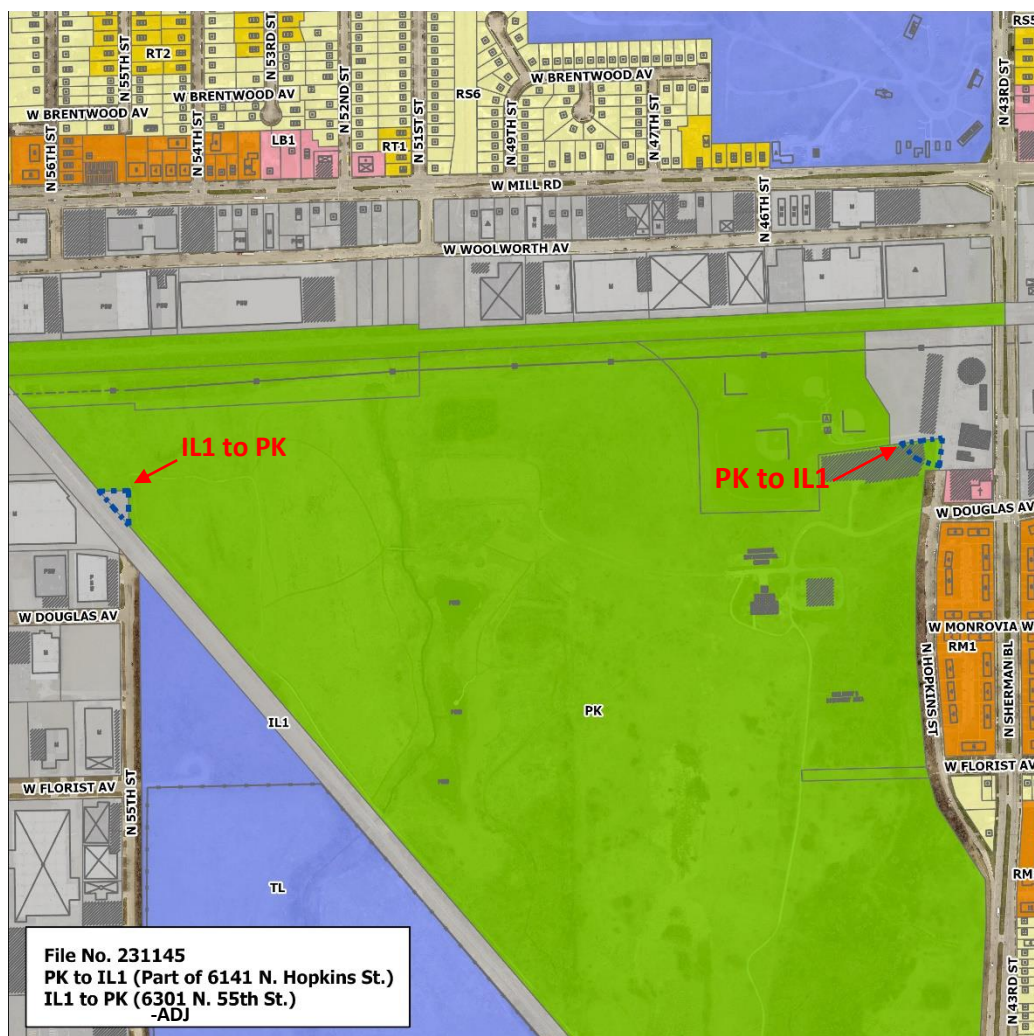 RS5
N 55TH ST
RT2
N 53RD ST
N 52ND ST
W BRENTWOOD AV
RS6
W BRENTWOOD AV
W BRENTWOOD AV
N 43RD ST
N 56TH ST
N 54TH ST
LB1
RT1
N 51ST ST
N 49TH ST
N 47TH ST
W MILL RD
N 46TH ST
W WOOLWORTH AV
IL1 to PK
PK to IL1
W DOUGLAS AV
W DOUGLAS AV
W MONROVIA
W
RM1
N HOPKINS ST
N SHERMAN BL
IL1
PK
W FLORIST AV
W FLORIST AV
N 55TH ST
TL
RM
N 43RD ST
File No. 231145
PK to IL1 (Part of 6141 N. Hopkins St.)
IL1 to PK (6301 N. 55th St.)
-ADJ